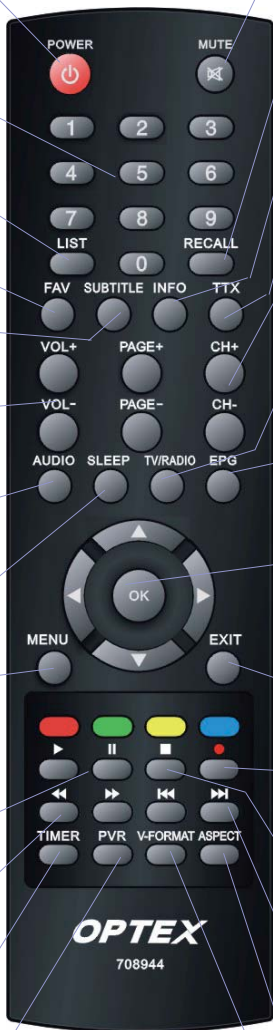 POWER MUTE
1 2 3
4 5 6
7 8 9
LIST 0 RECALL
FAV SUBTITLE INFO TTX
VOL+ PAGE+ CH+
VOL- PAGE- CH-
AUDIO SLEEP TV/RADIO EPG
OK
MENU EXIT
TIMER PVR V-FORMAT ASPECT
OPTEX
708944